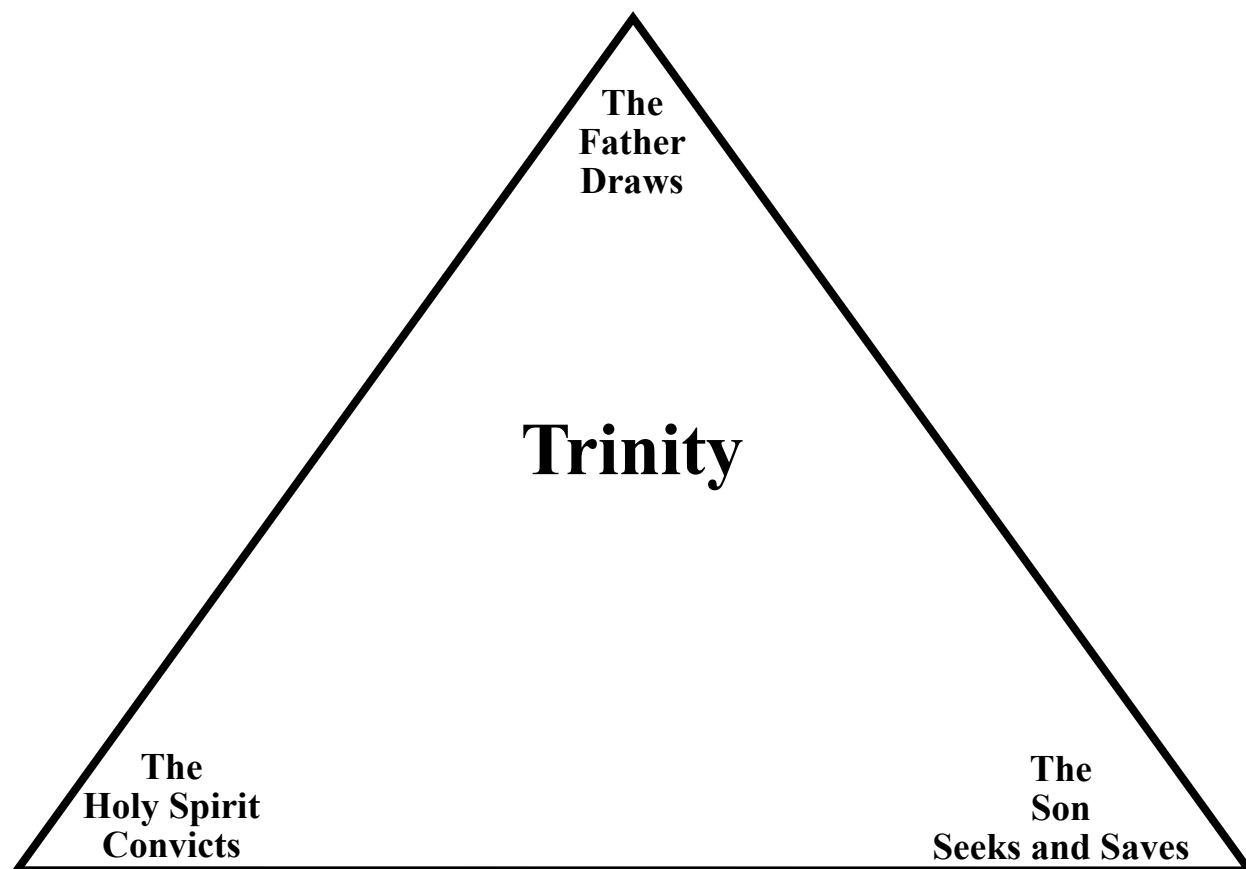 The
Father
Draws
Trinity
The
Holy Spirit
Convicts
The
Son
Seeks and Saves